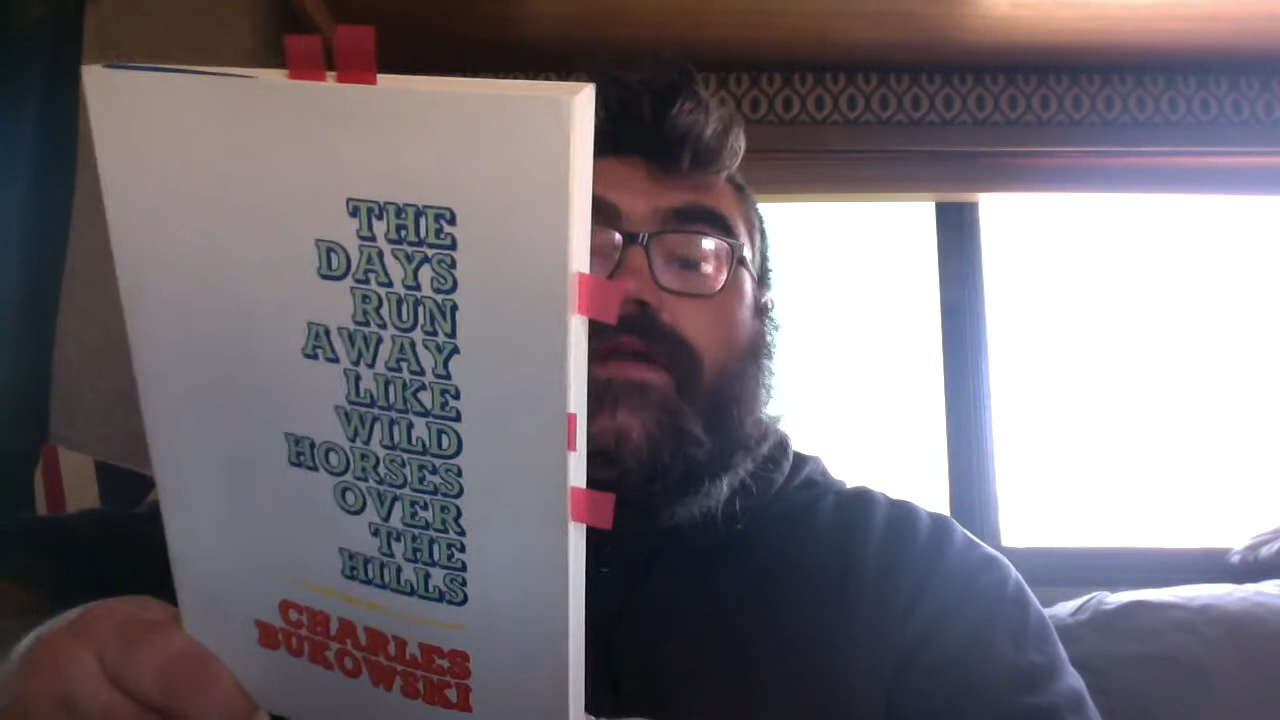 THE
DAYS
RUN
AWAY
LIKE
WILD
HORSES
OVER
THE
HILLS
CHARLES
BUKOWSKI